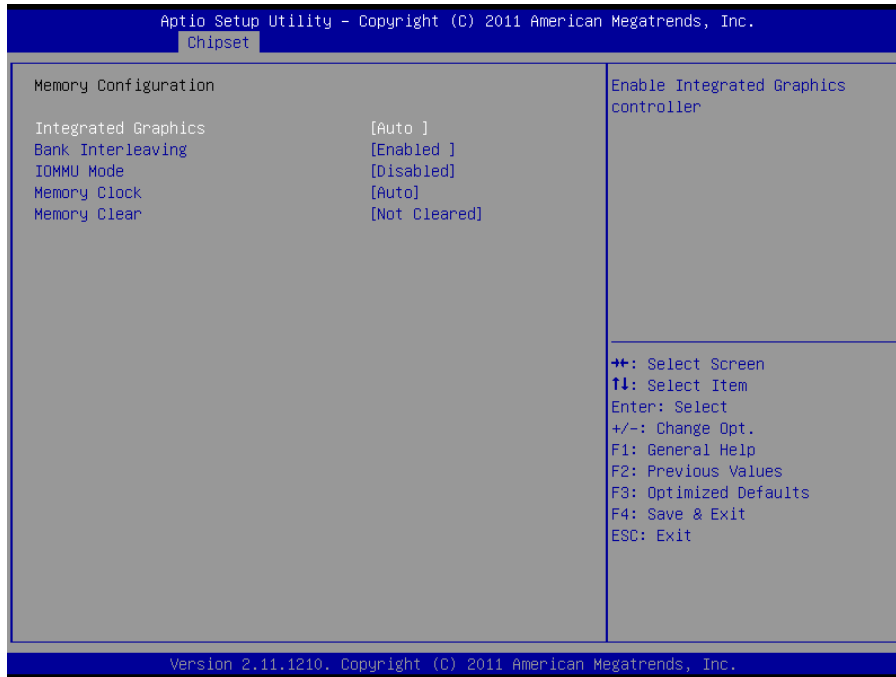 Aptio Setup Utility – Copyright (C) 2011 American Megatrends, Inc.
Chipset
Memory Configuration
Integrated Graphics [Auto ]
Bank Interleaving [Enabled ]
IOMMU Mode [Disabled]
Memory Clock [Auto]
Memory Clear [Not Cleared]
Enable Integrated Graphics
controller
→←: Select Screen
↑↓: Select Item
Enter: Select
+/-: Change Opt.
F1: General Help
F2: Previous Values
F3: Optimized Defaults
F4: Save & Exit
ESC: Exit
Version 2.11.1210. Copyright (C) 2011 American Megatrends, Inc.